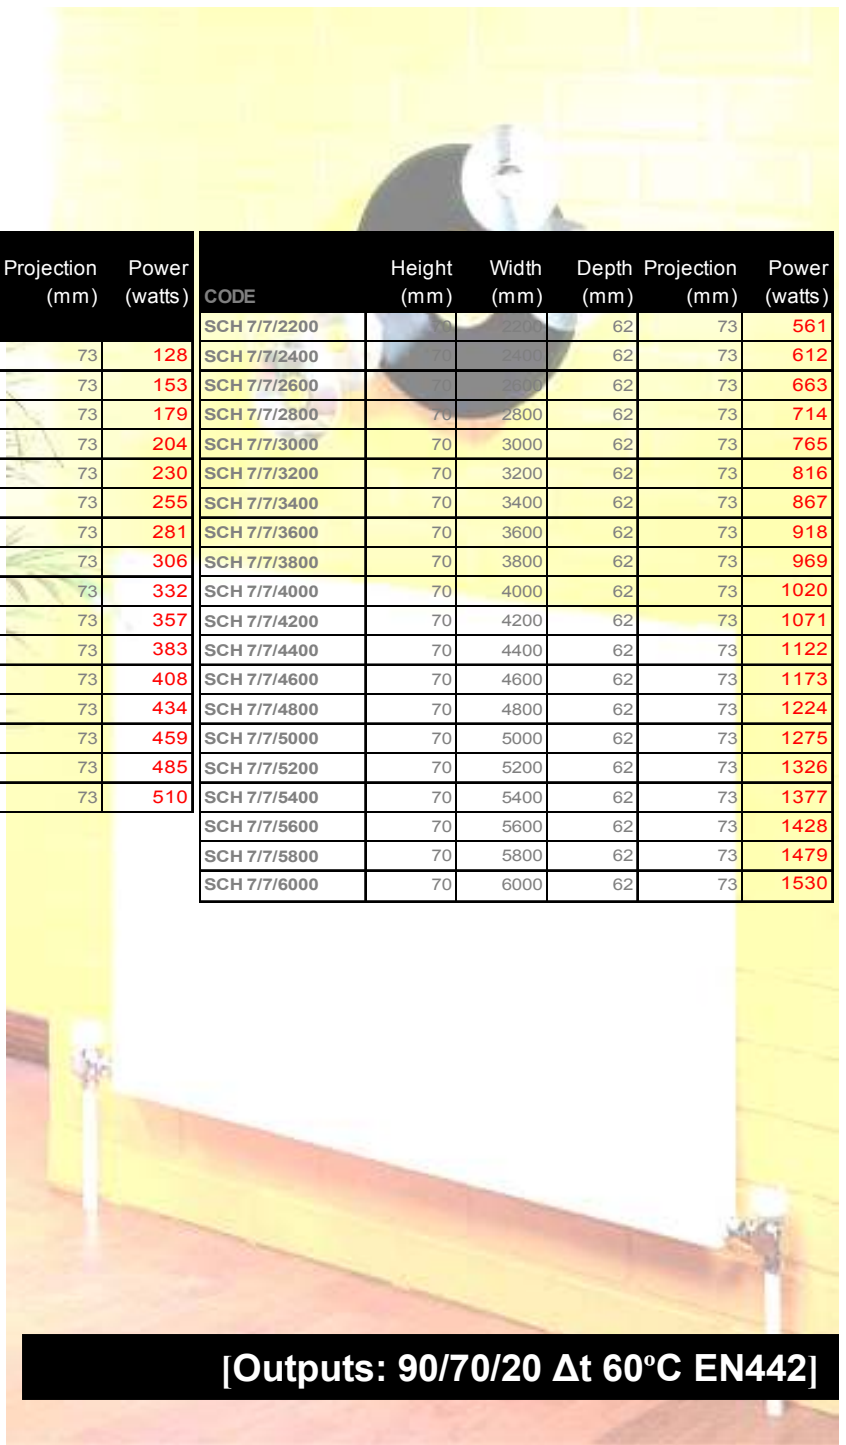 Projection Power Height Width Depth Projection Power
(mm) (watts) CODE (mm) (mm) (mm) (mm) (watts)
SCH 7/7/2200 70 2200 62 73 561
73 128 SCH 7/7/2400 70 2400 62 73 612
73 153 SCH 7/7/2600 70 2600 62 73 663
73 179 SCH 7/7/2800 70 2800 62 73 714
73 204 SCH 7/7/3000 70 3000 62 73 765
73 230 SCH 7/7/3200 70 3200 62 73 816
73 255 SCH 7/7/3400 70 3400 62 73 867
73 281 SCH 7/7/3600 70 3600 62 73 918
73 306 SCH 7/7/3800 70 3800 62 73 969
73 332 SCH 7/7/4000 70 4000 62 73 1020
73 357 SCH 7/7/4200 70 4200 62 73 1071
73 383 SCH 7/7/4400 70 4400 62 73 1122
73 408 SCH 7/7/4600 70 4600 62 73 1173
73 434 SCH 7/7/4800 70 4800 62 73 1224
73 459 SCH 7/7/5000 70 5000 62 73 1275
73 485 SCH 7/7/5200 70 5200 62 73 1326
73 510 SCH 7/7/5400 70 5400 62 73 1377
SCH 7/7/5600 70 5600 62 73 1428
SCH 7/7/5800 70 5800 62 73 1479
SCH 7/7/6000 70 6000 62 73 1530
[Outputs: 90/70/20 Δt 60ºC EN442]